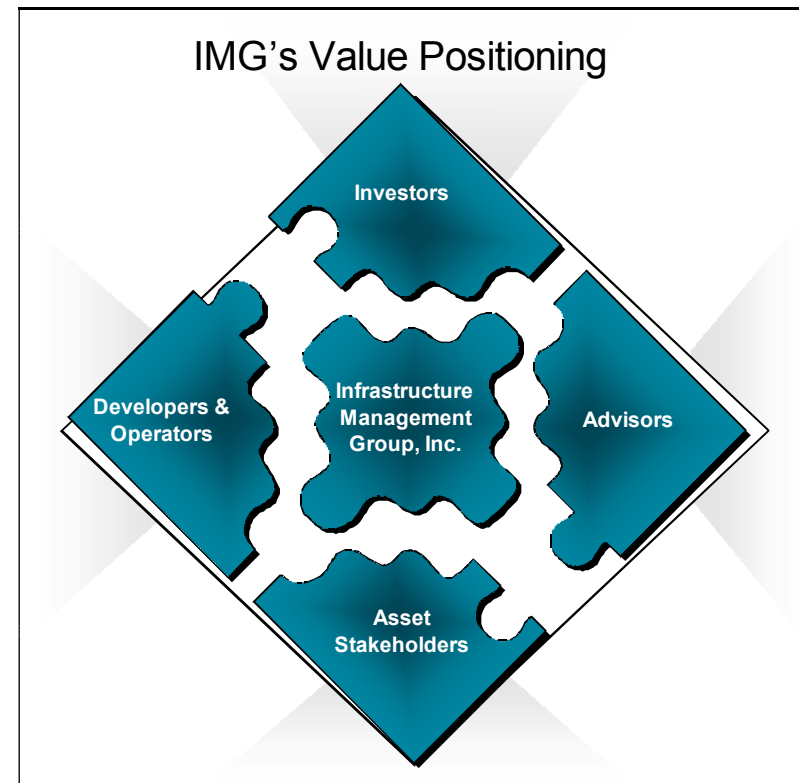 IMG’s Value Positioning
Investors
Developers &
Operators
Infrastructure
Management
Group, Inc.
Advisors
Asset
Stakeholders